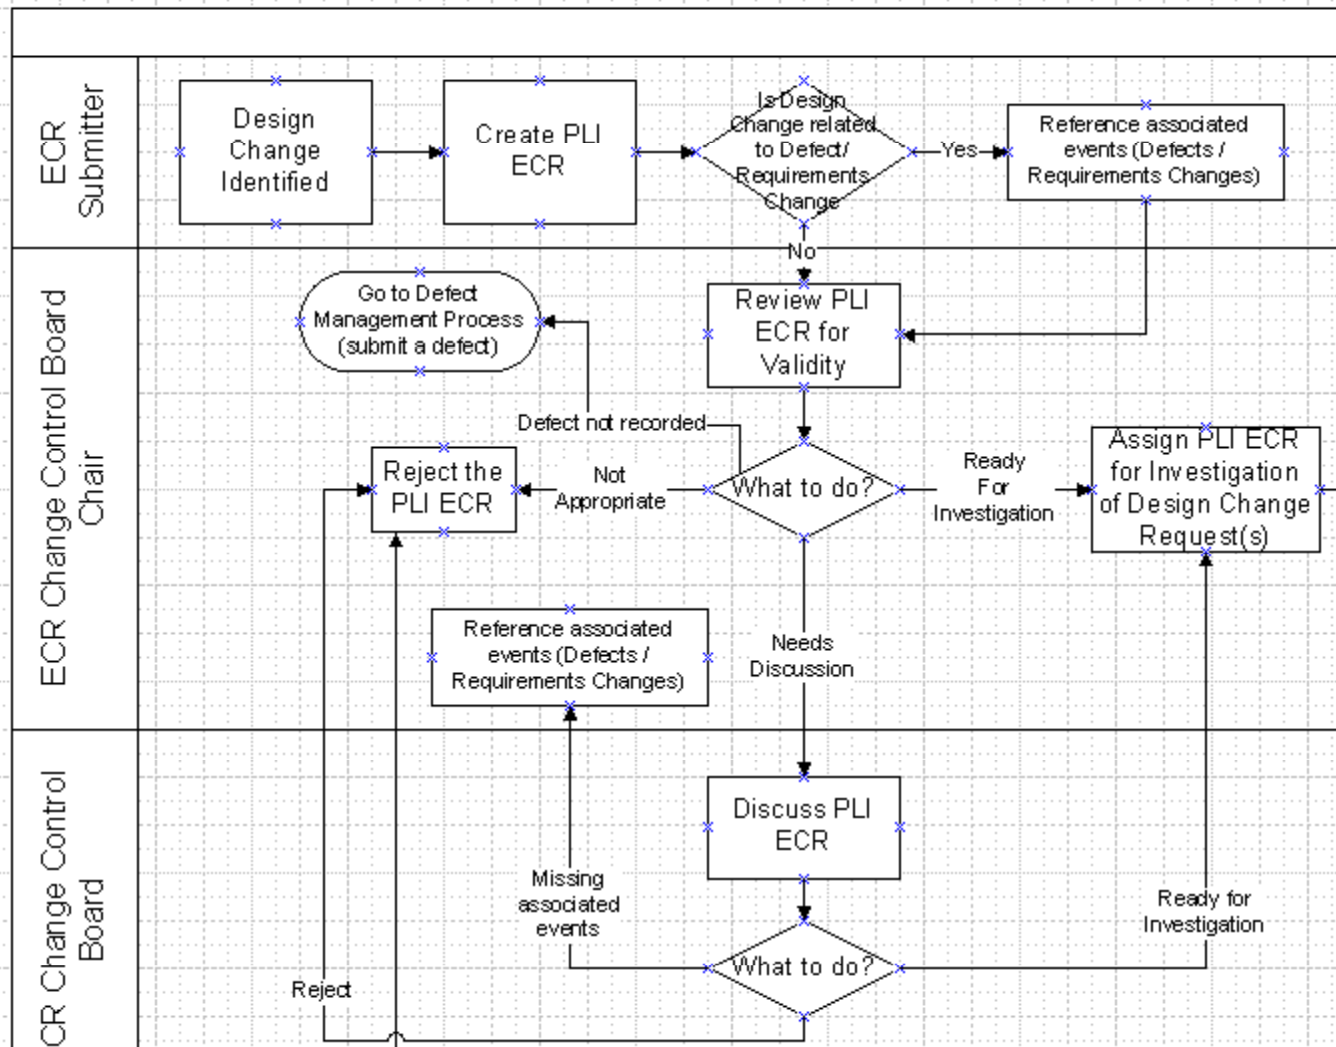 ECR
Submitter
Design
Change
Identified
Create PLI
ECR
Is Design
Change related
to Defect/
Requirements
Change
Yes
Reference associated
events (Defects /
Requirements Changes)
No
ECR Change Control Board
Chair
Go to Defect
Management Process
(submit a defect)
Review PLI
ECR for
Validity
Defect not recorded
Reject the
PLI ECR
Not
Appropriate
What to do?
Ready
For
Investigation
Assign PLI ECR
for Investigation
of Design Change
Request(s)
Reference associated
events (Defects /
Requirements Changes)
Needs
Discussion
CR Change Control
Board
Discuss PLI
ECR
Missing
associated
events
What to do?
Ready for
Investigation
Reject